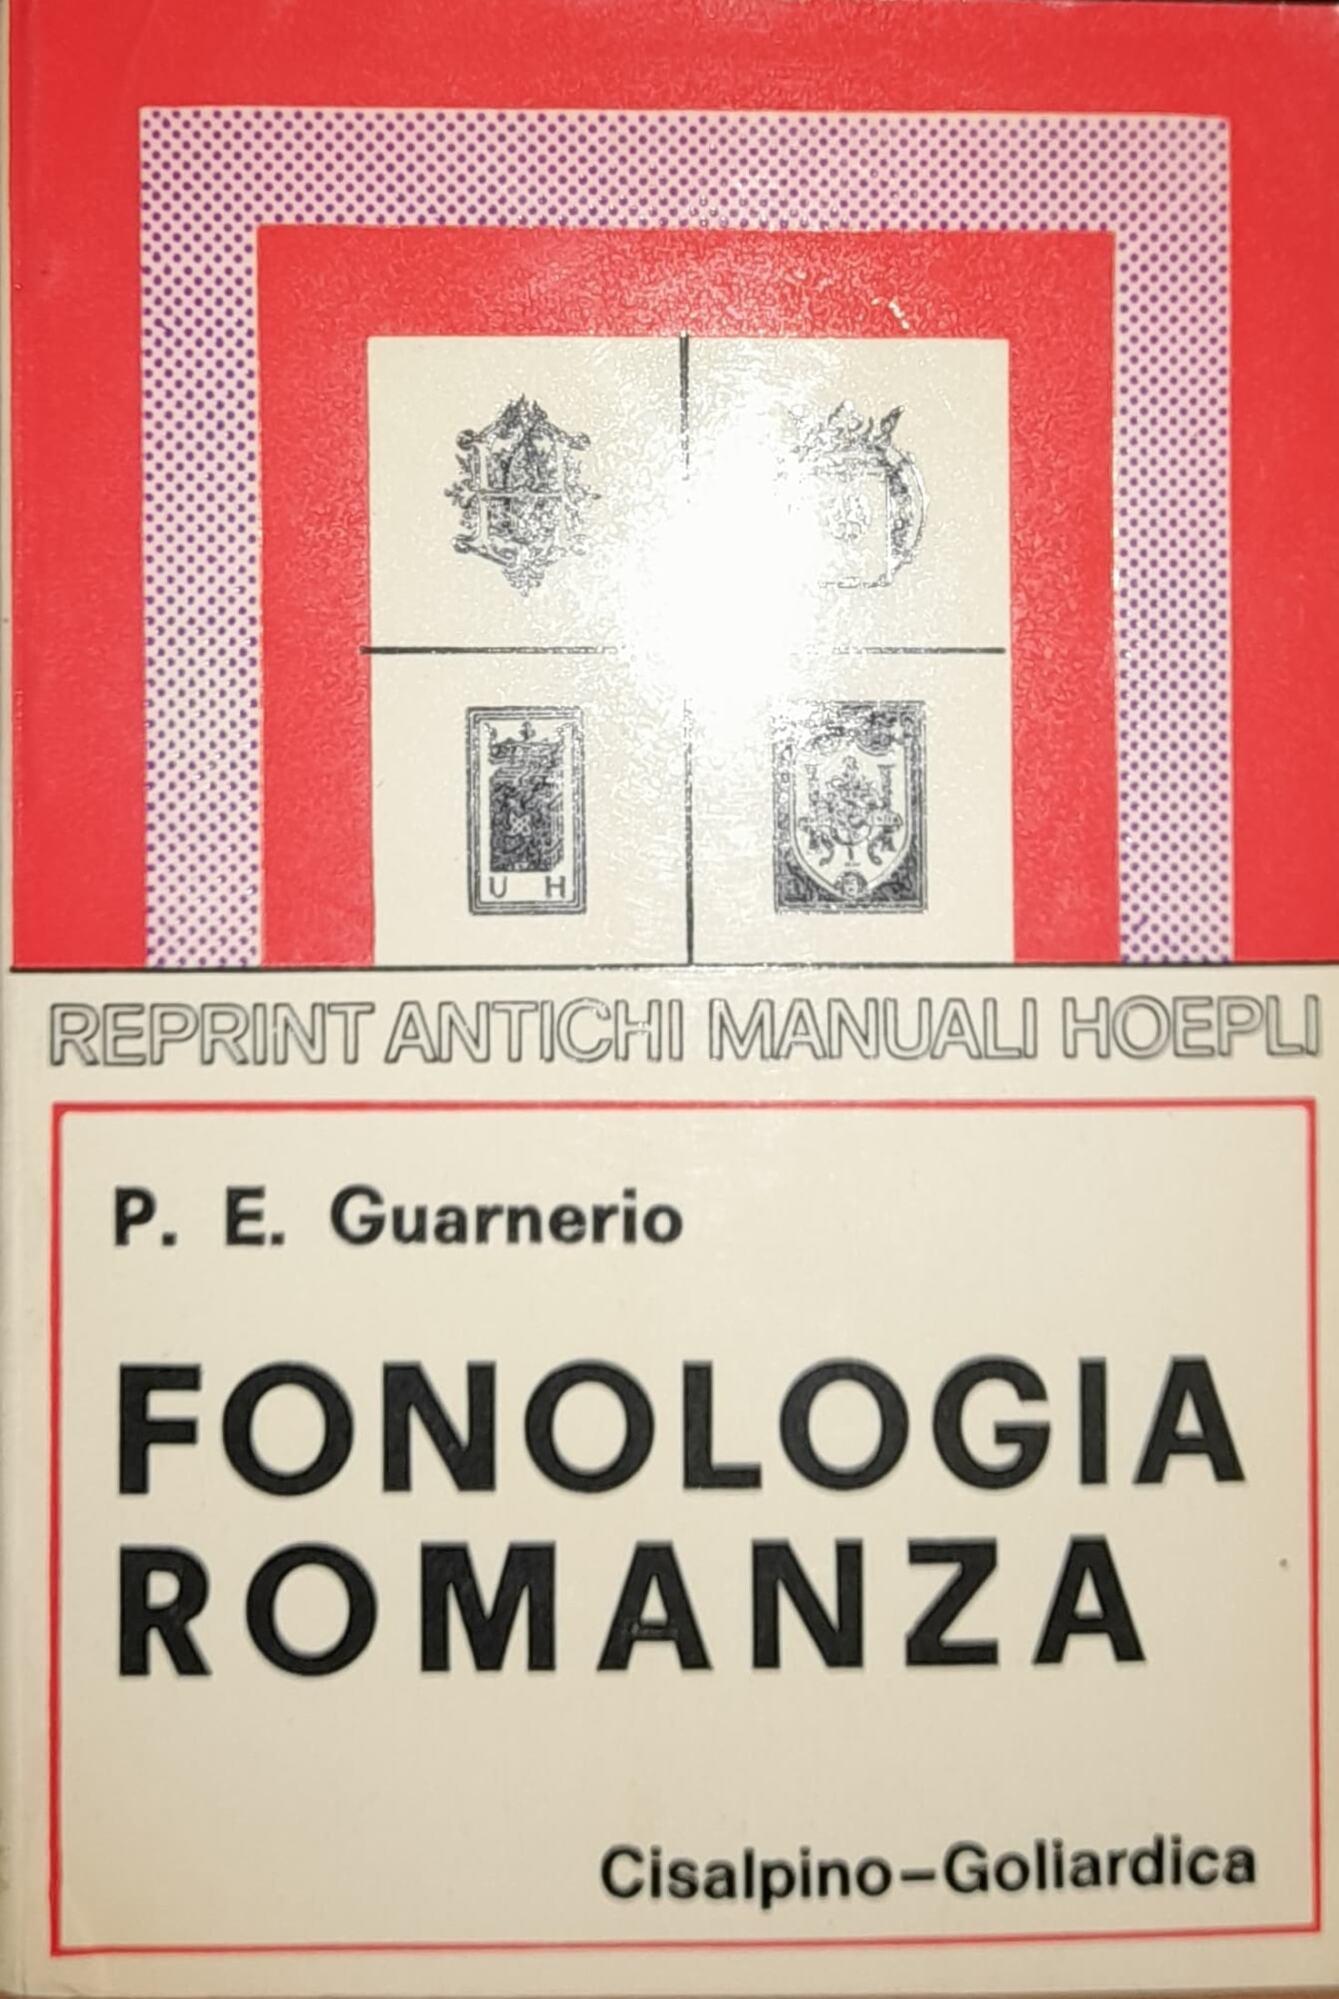 U H
REPRINT ANTICHI MANUALI HOEPLI
P. E. Guarnerio
FONOLOGIA
ROMANZA
Cisalpino–Goliardica